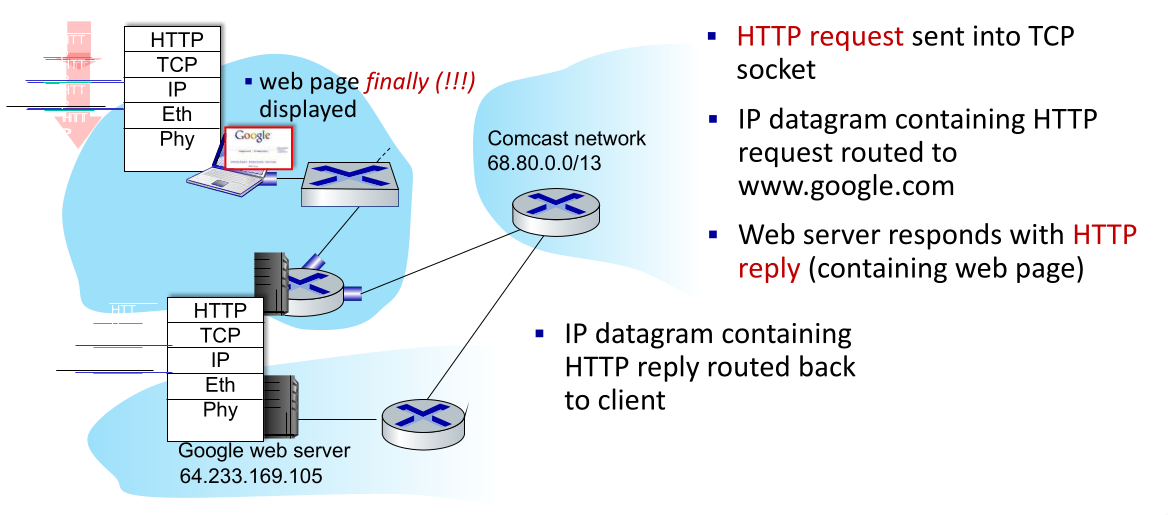 HTTP
TCP
IP
Eth
Phy
▪ web page finally (!!!)
displayed
Google
Comcast network
68.80.0.0/13
▪ HTTP request sent into TCP
socket
▪ IP datagram containing HTTP
request routed to
www.google.com
▪ Web server responds with HTTP
reply (containing web page)
▪ IP datagram containing
HTTP reply routed back
to client
HTT
HTTP
TCP
IP
Eth
Phy
Google web server
64.233.169.105